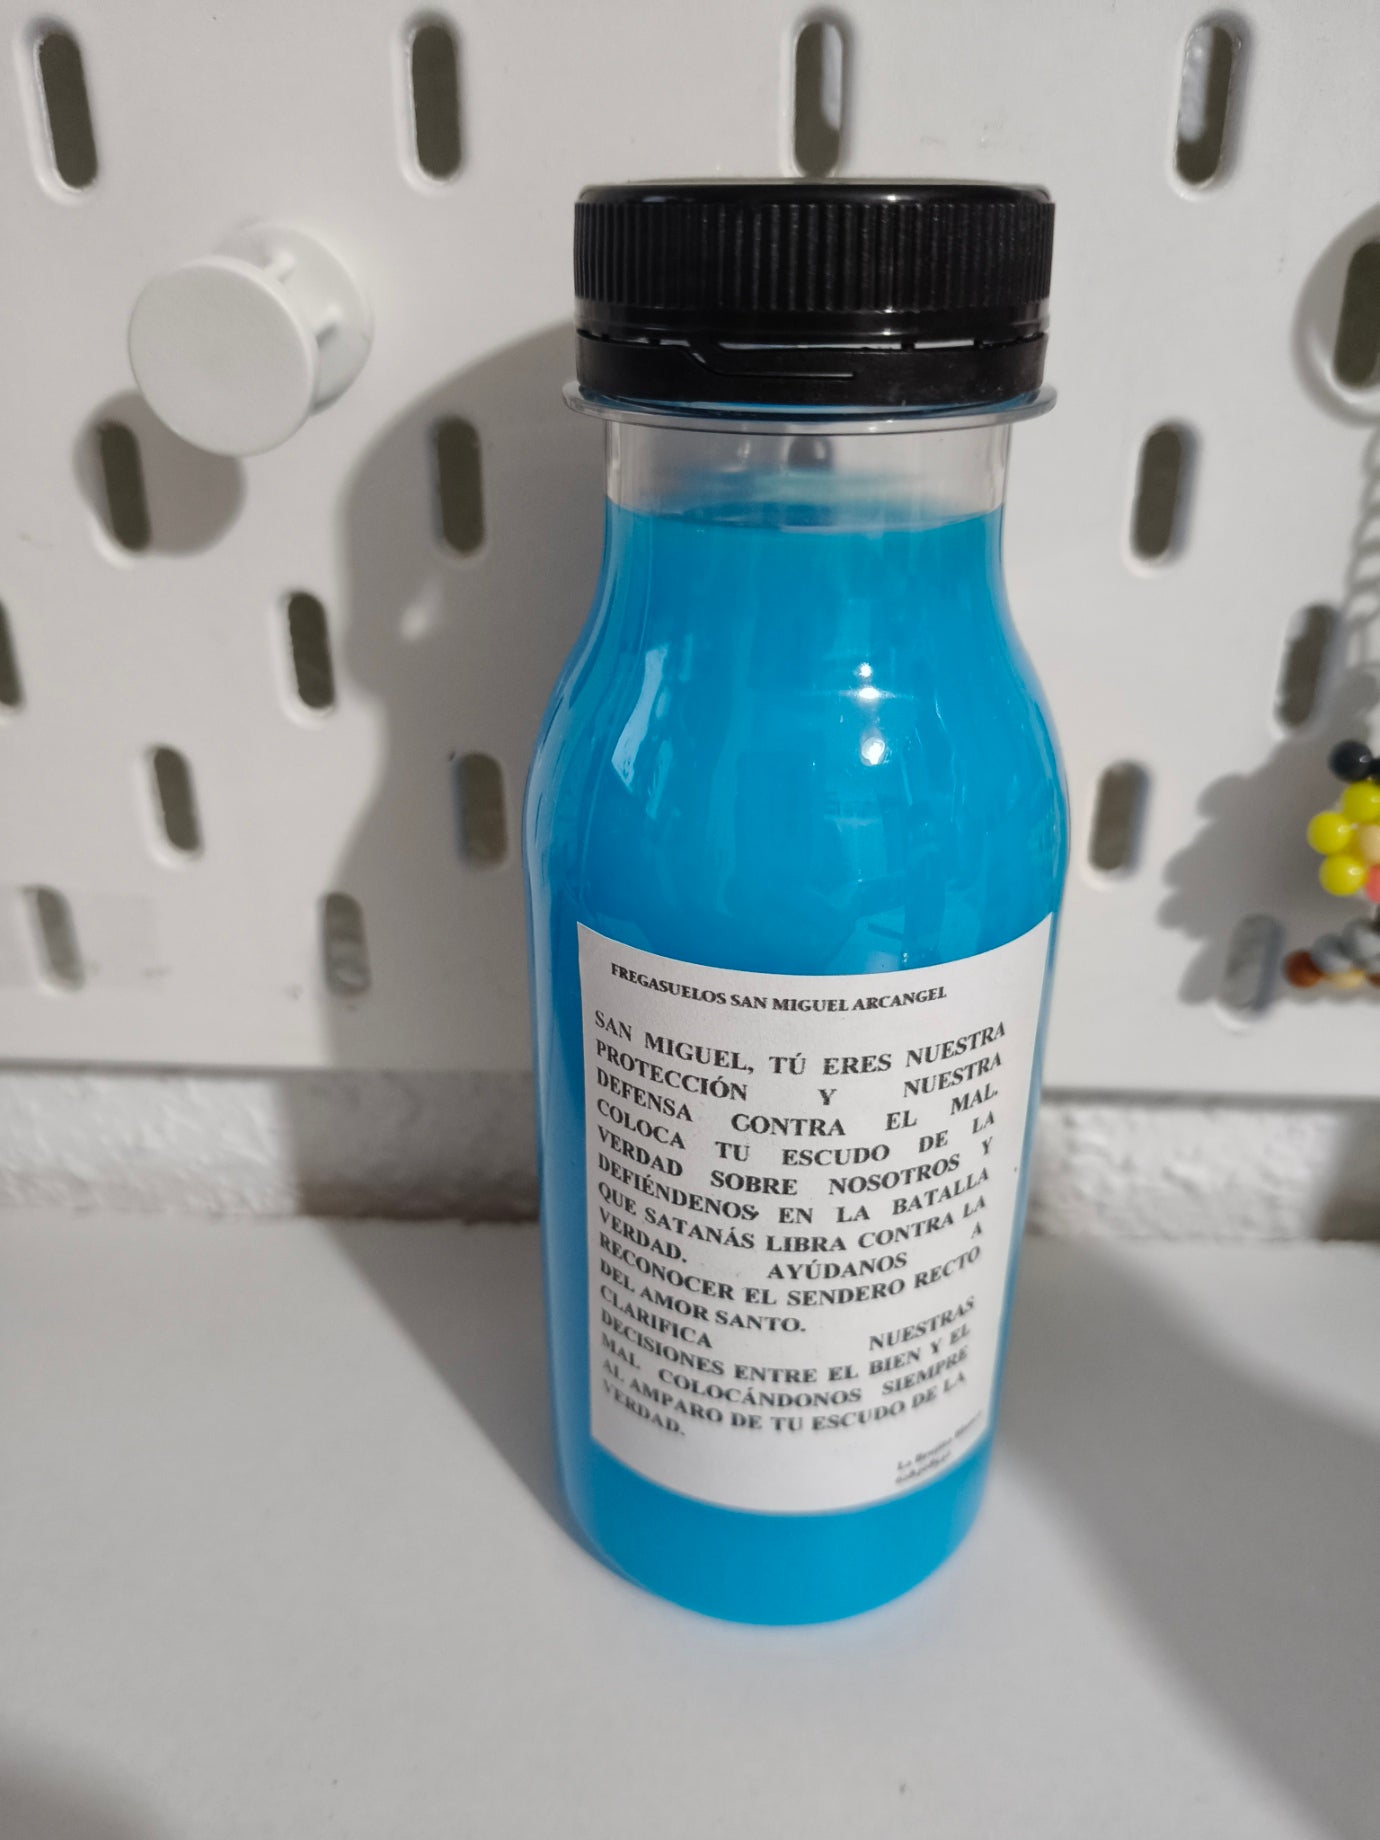 FREGASUELOS SAN MIGUEL ARCANGEL
SAN MIGUEL, TÚ ERES NUESTRA
PROTECCIÓN Y NUESTRA
DEFENSA CONTRA EL MAL.
COLOCA TU ESCUDO DE LA
VERDAD SOBRE NOSOTROS Y
DEFIÉNDENOS EN LA BATALLA
QUE SATANÁS LIBRA CONTRA LA
VERDAD. AYÚDANOS A
RECONOCER EL SENDERO RECTO
DEL AMOR SANTO.
CLARIFICA NUESTRAS
DECISIONES ENTRE EL BIEN Y EL
MAL COLOCÁNDONOS SIEMPRE
AL AMPARO DE TU ESCUDO DE LA
VERDAD.
La